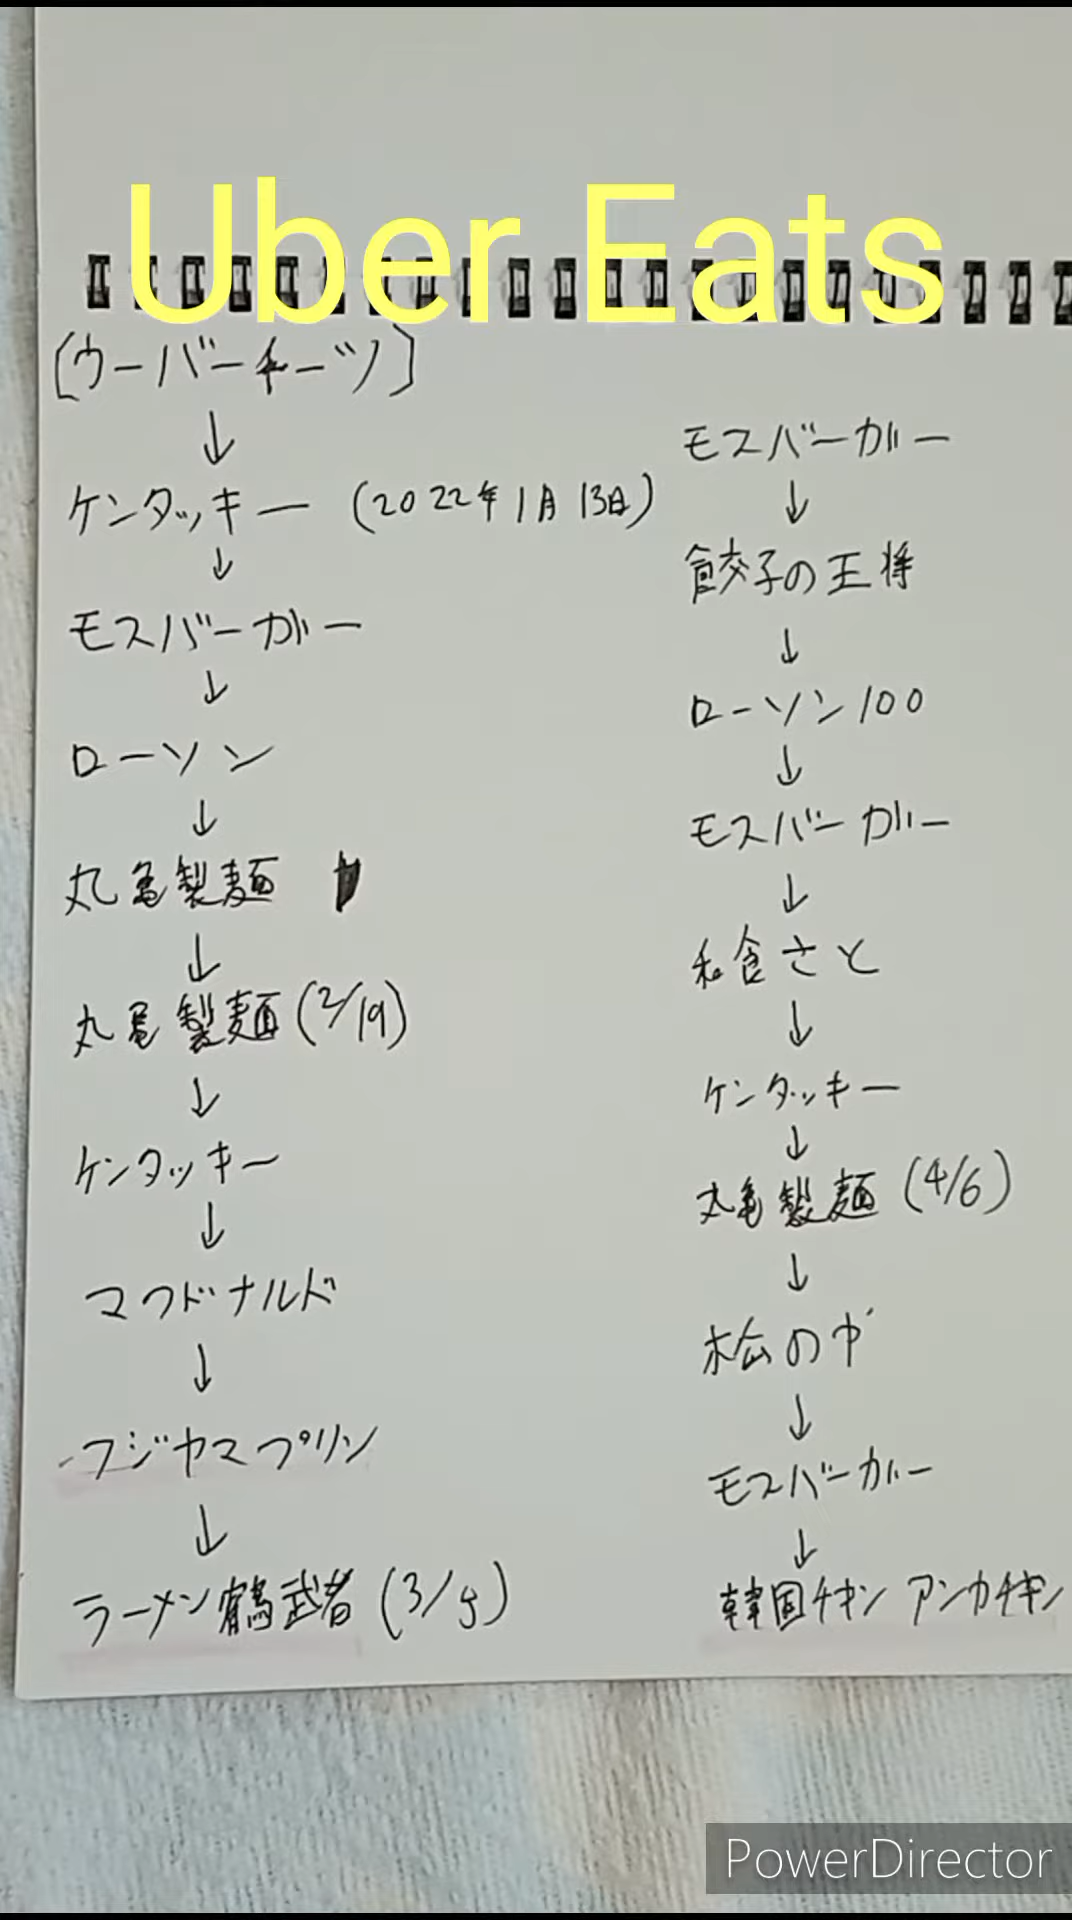 Uber Eats
[ウーバーイーツ]
↓
ケンタッキー (2022年1月13日)
↓
モスバーガー
↓
ローソン
↓
丸亀製麺
↓
丸亀製麺 (2/19)
↓
ケンタッキー
↓
マクドナルド
↓
フジヤマプリン
↓
ラーメン鶴武者 (3/5)
モスバーガー
↓
餃子の王将
↓
ローソン100
↓
モスバーガー
↓
和食さと
↓
ケンタッキー
↓
丸亀製麺 (4/6)
↓
松のや
↓
モスバーガー
↓
韓国チキン アンカチキン
PowerDirector